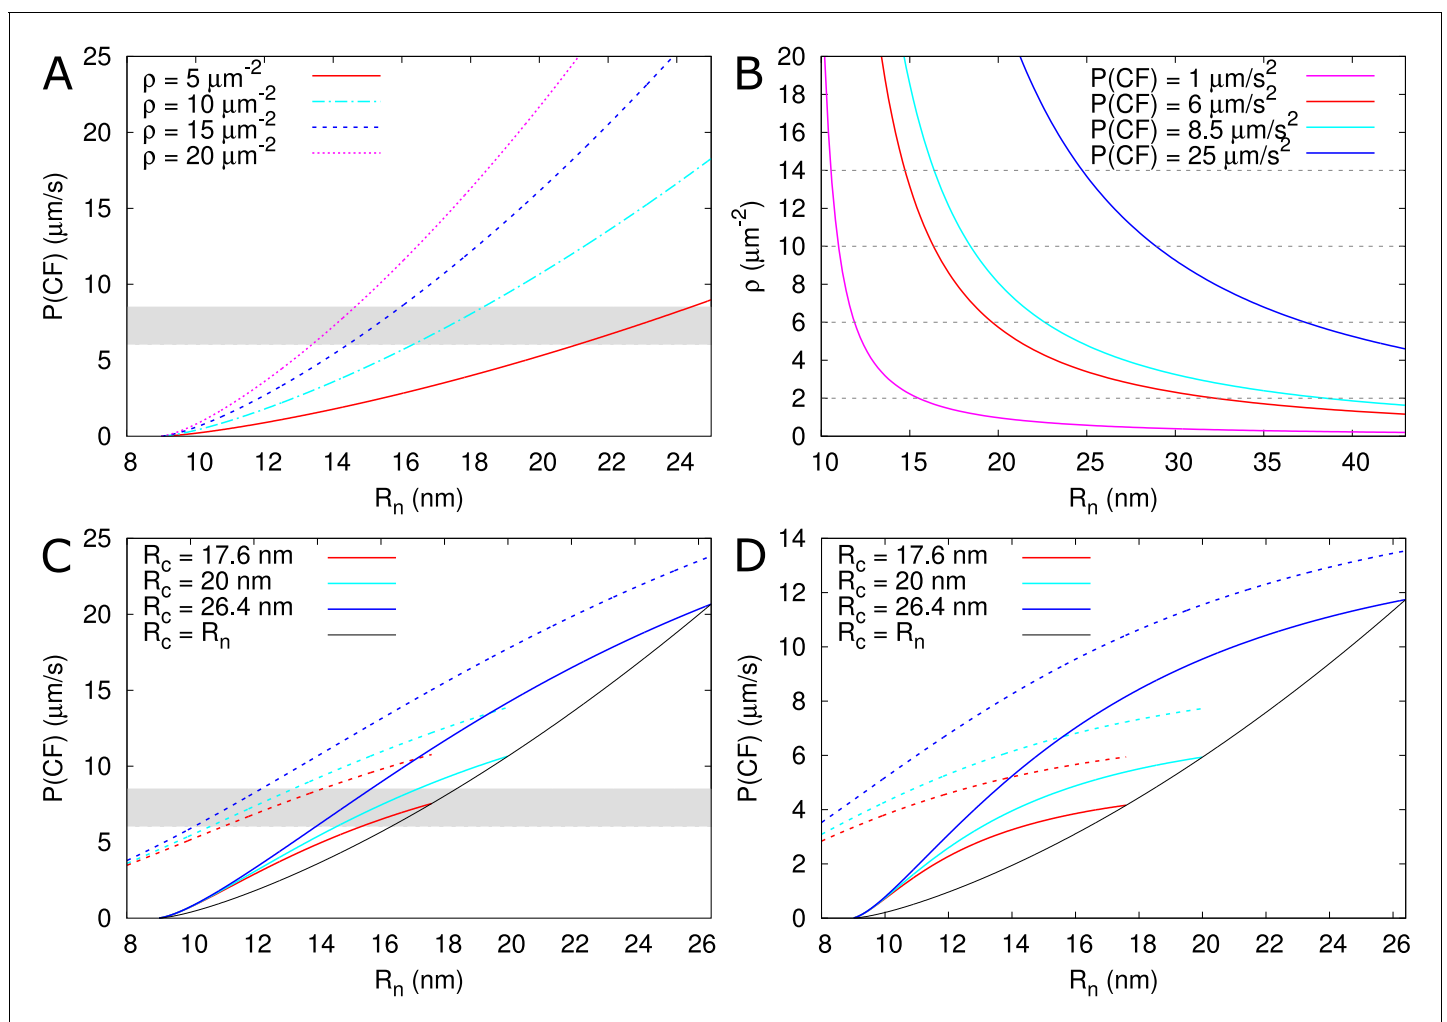 A
ρ = 5 μm-2
ρ = 10 μm-2
ρ = 15 μm-2
ρ = 20 μm-2
P(CF) (μm/s)
25
20
15
10
5
0
8 10 12 14 16 18 20 22 24
Rn (nm)
B
P(CF) = 1 μm/s2
P(CF) = 6 μm/s2
P(CF) = 8.5 μm/s2
P(CF) = 25 μm/s2
ρ (μm-2)
20
18
16
14
12
10
8
6
4
2
0
10 15 20 25 30 35 40
Rn (nm)
C
Rc = 17.6 nm
Rc = 20 nm
Rc = 26.4 nm
Rc = Rn
P(CF) (μm/s)
25
20
15
10
5
0
8 10 12 14 16 18 20 22 24 26
Rn (nm)
D
Rc = 17.6 nm
Rc = 20 nm
Rc = 26.4 nm
Rc = Rn
P(CF) (μm/s)
14
12
10
8
6
4
2
0
8 10 12 14 16 18 20 22 24 26
Rn (nm)